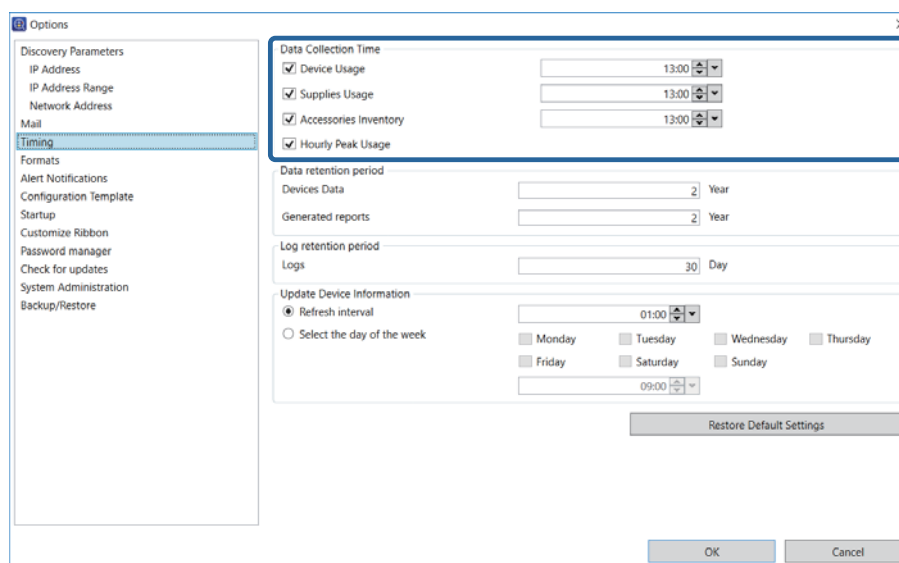 Options
Discovery Parameters
IP Address
IP Address Range
Network Address
Mail
Timing
Formats
Alert Notifications
Configuration Template
Startup
Customize Ribbon
Password manager
Check for updates
System Administration
Backup/Restore
Data Collection Time
Device Usage 13:00
Supplies Usage 13:00
Accessories Inventory 13:00
Hourly Peak Usage
Data retention period
Devices Data 2 Year
Generated reports 2 Year
Log retention period
Logs 30 Day
Update Device Information
Refresh interval 01:00
Select the day of the week
Monday Tuesday Wednesday Thursday
Friday Saturday Sunday
09:00
Restore Default Settings
OK Cancel